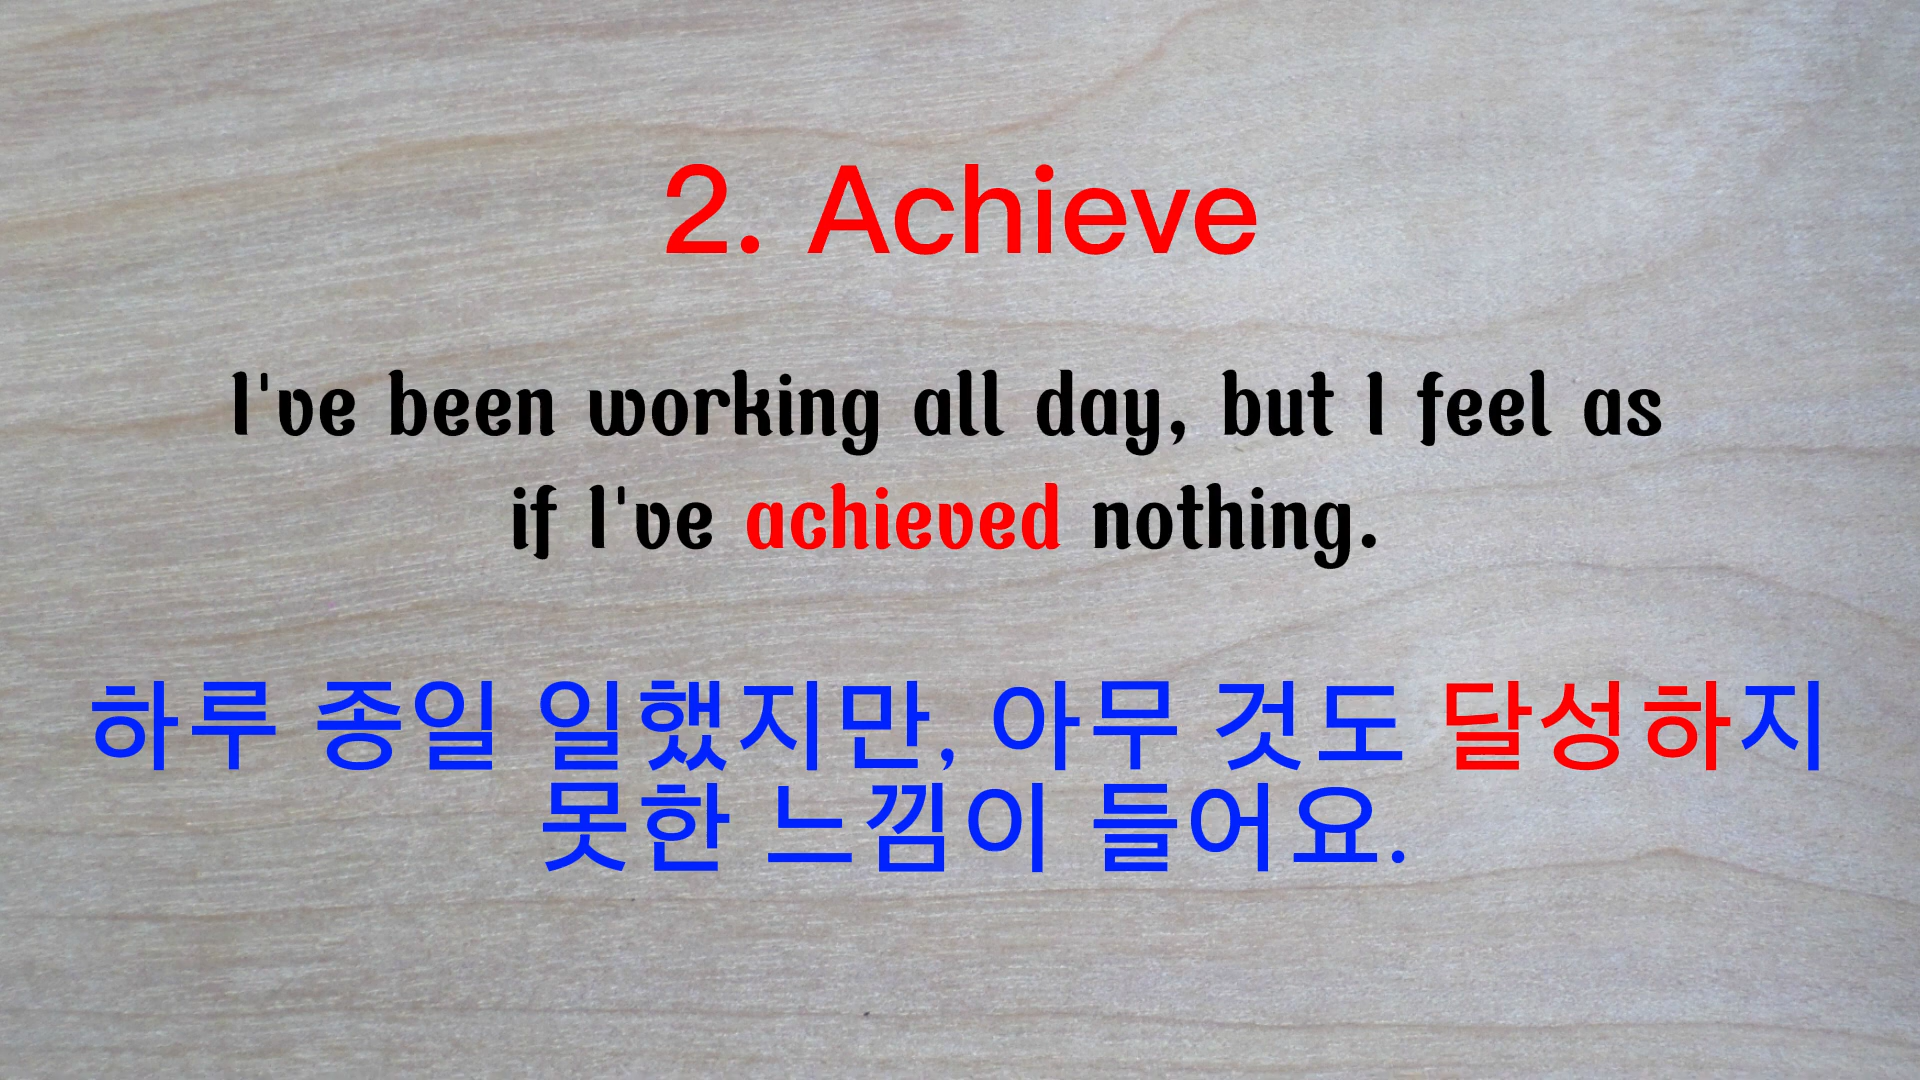 2. Achieve
I've been working all day, but I feel as
if I've achieved nothing.
하루 종일 일했지만, 아무 것도 달성하지
못한 느낌이 들어요.